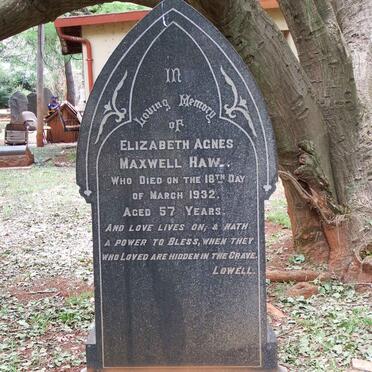 In
Loving Memory
of
Elizabeth Agnes
Maxwell Haw..
Who Died on the 18th Day
of March 1932.
Aged 57 Years.
And love lives on, & hath
a power to bless, when they
who loved are hidden in the grave.
Lowell.